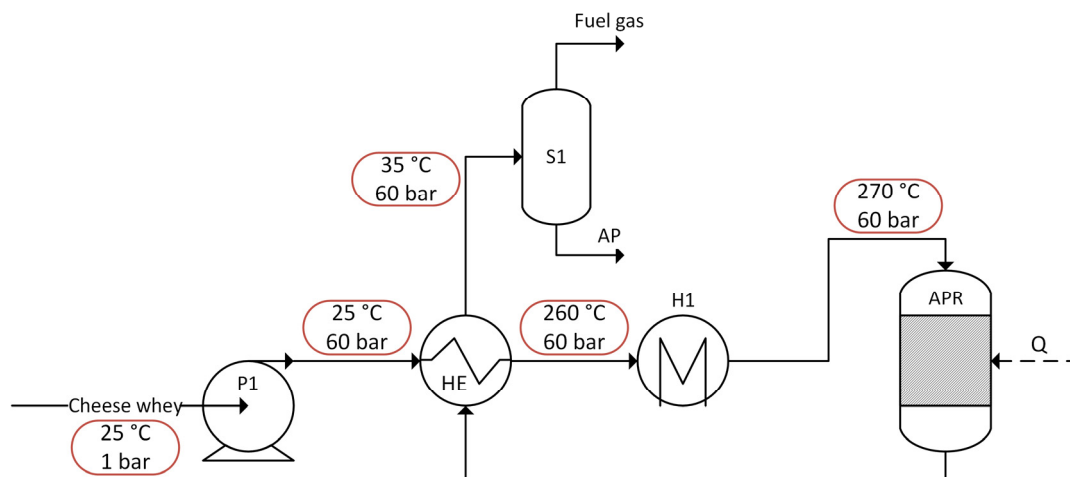 Fuel gas
35 °C
60 bar
S1
270 °C
60 bar
AP
25 °C
60 bar
260 °C
60 bar
H1
APR
HE
P1
Q
Cheese whey
25 °C
1 bar